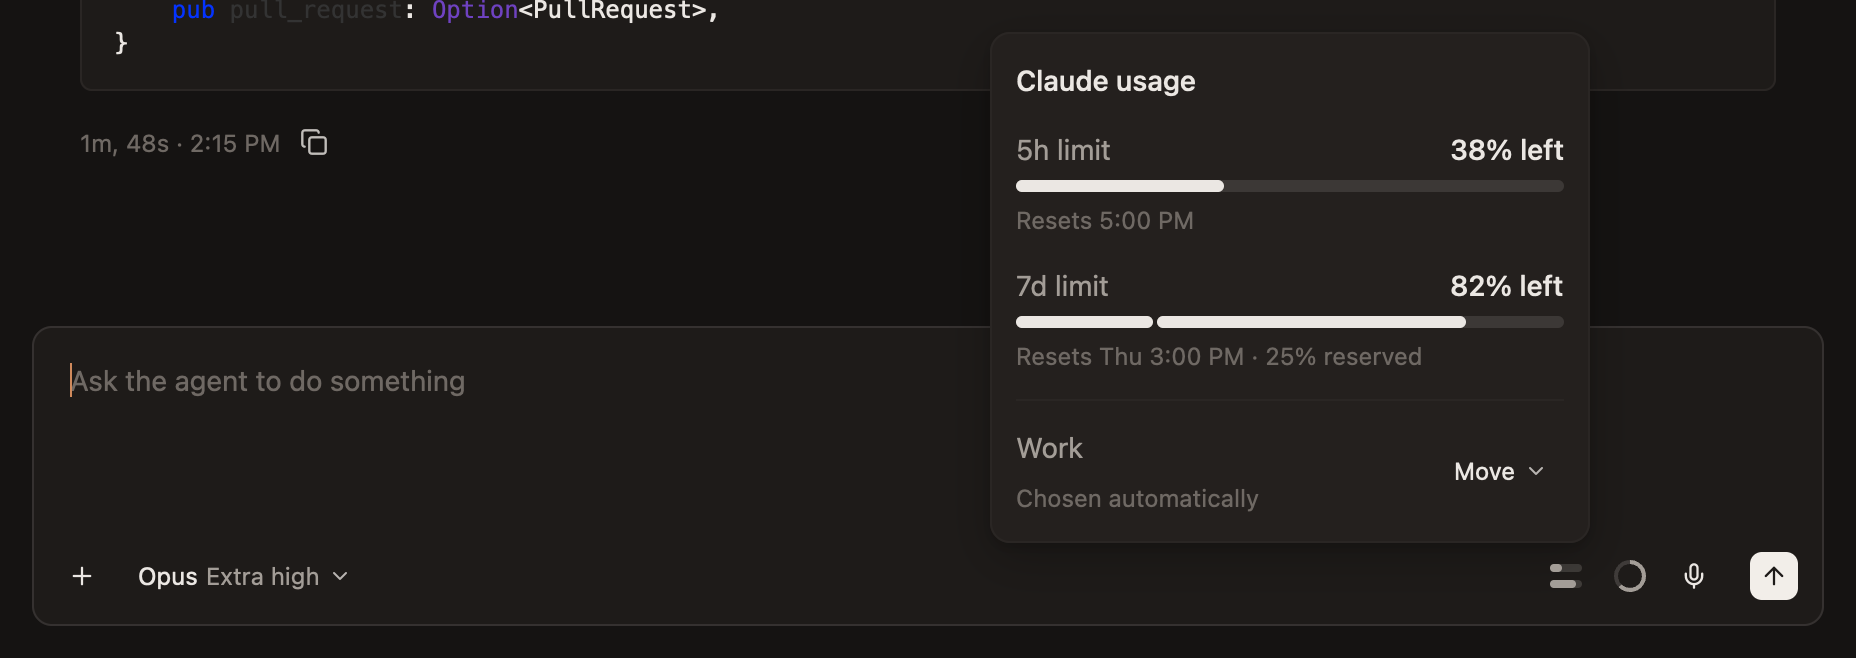 pub pull_request: Option<PullRequest>,
}
1m, 48s · 2:15 PM
Claude usage
5h limit 38% left
Resets 5:00 PM
7d limit 82% left
Resets Thu 3:00 PM · 25% reserved
Work
Move
Chosen automatically
Ask the agent to do something
Opus Extra high